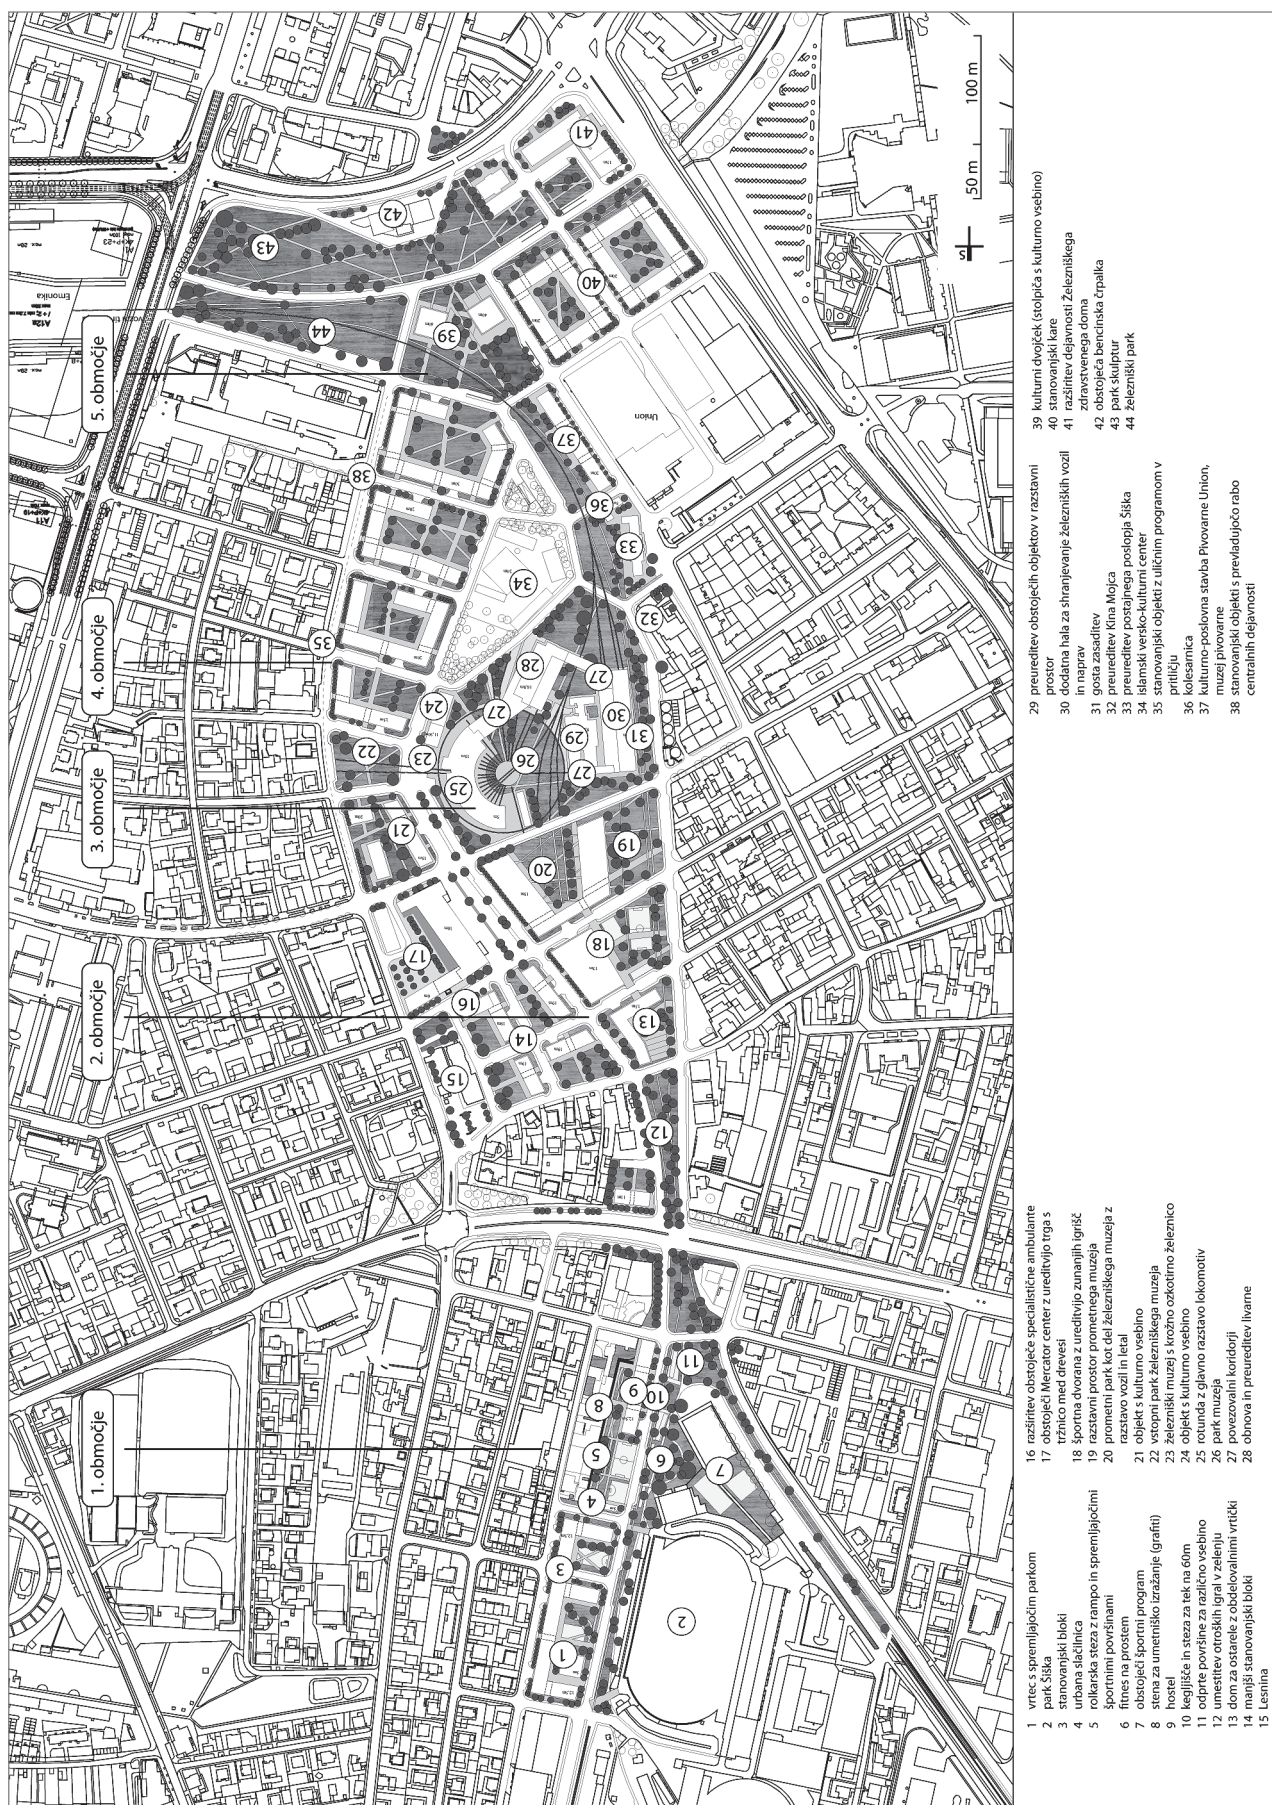 1. območje
2. območje
3. območje
4. območje
5. območje
Emonika
Union
S
50 m
100 m
1 vrtec s spremljajočim parkom
2 park Šiška
3 stanovanjski bloki
4 urbana slačilnica
5 rolkarska steza z rampo in spremljajočimi
športnimi površinami
6 fitnes na prostem
7 obstoječi športni program
8 stena za umetniško izražanje (grafiti)
9 hostel
10 kegljišče in steza za tek na 60m
11 odprte površine za različno vsebino
12 umestitev otroških igral v zelenju
13 dom za ostarele z obdelovalnimi vrtički
14 manjši stanovanjski bloki
15 Lesnina
16 razširitev obstoječe specialistične ambulante
17 obstoječi Mercator center z ureditvijo trga s
tržnico med drevesi
18 športna dvorana z ureditvijo zunanjih igrišč
19 razstavni prostor prometnega muzeja
20 prometni park kot del železniškega muzeja z
razstavo vozil in letal
21 objekt s kulturno vsebino
22 vstopni park železniškega muzeja
23 železniški muzej s krožno ozkotirno železnico
24 objekt s kulturno vsebino
25 rotunda z glavno razstavo lokomotiv
26 park muzeja
27 povezovalni koridorji
28 obnova in preureditev livarne
29 preureditev obstoječih objektov v razstavni
prostor
30 dodatna hala za shranjevanje železniških vozil
in naprav
31 gosta zasaditev
32 preureditev Kina Mojca
33 preureditev postajnega poslopja Šiška
34 islamski versko-kulturni center
35 stanovanjski objekti z uličnim programom v
pritličju
36 kolesarnica
37 kulturno-poslovna stavba Pivovarne Union,
muzej pivovarne
38 stanovanjski objekti s prevladujočo rabo
centralnih dejavnosti
39 kulturni dvojček (stolpiča s kulturno vsebino)
40 stanovanjski kare
41 razširitev dejavnosti Železniškega
zdravstvenega doma
42 obstoječa bencinska črpalka
43 park skulptur
44 železniški park